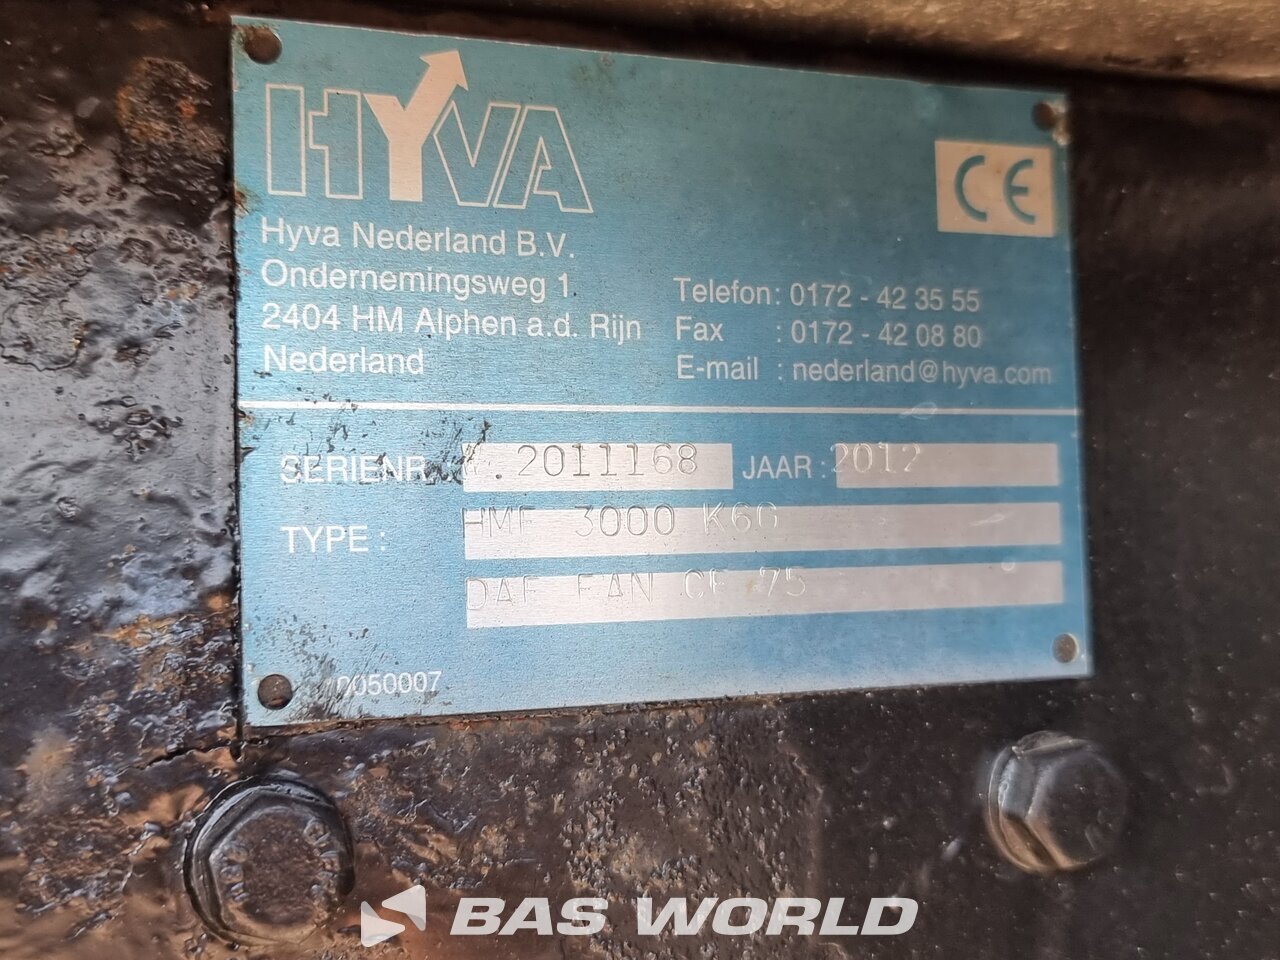 HYVA
CE
Hyva Nederland B.V.
Ondernemingsweg 1
2404 HM Alphen a.d. Rijn
Nederland
Telefon : 0172 - 42 35 55
Fax : 0172 - 42 08 80
E-mail : nederland@hyva.com
SERIENR W.2011168 JAAR : 2012
TYPE : HMF 3000 K6G
DAF FAN CF 75
0050007
BAS WORLD